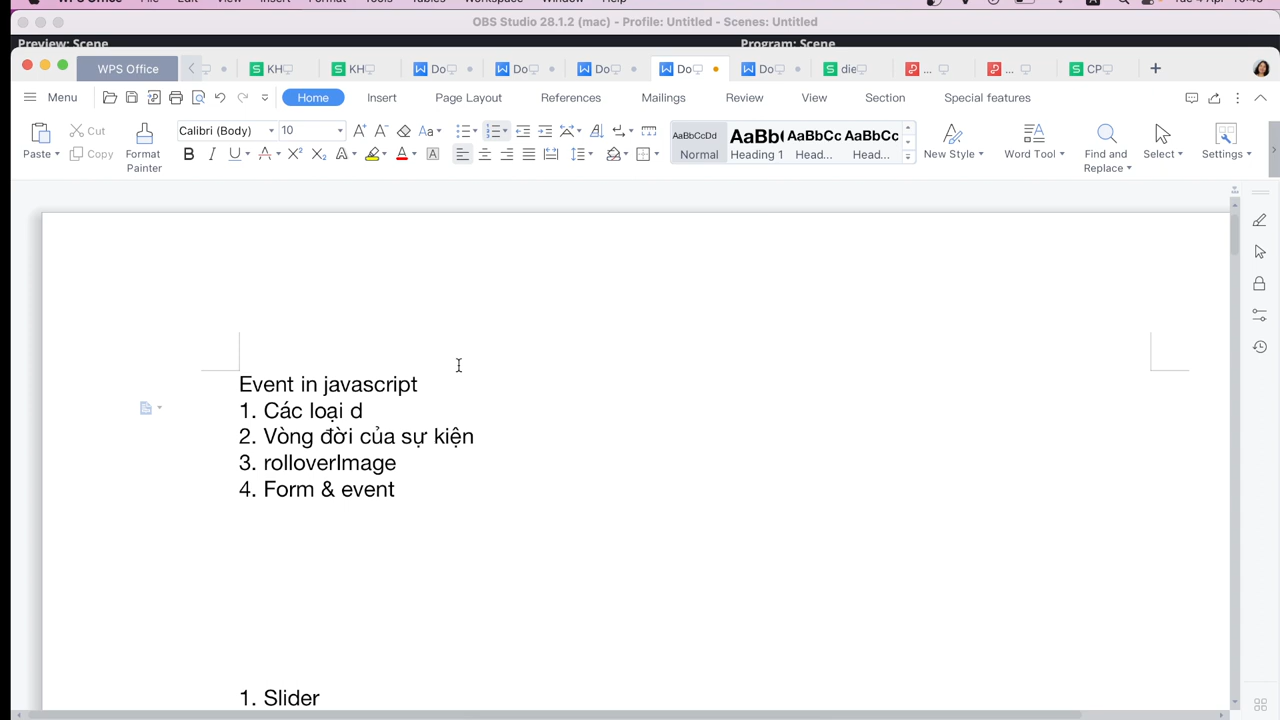 OBS Studio 28.1.2 (mac) - Profile: Untitled - Scenes: Untitled
Preview: Scene
Program: Scene
WPS Office
KH
KH
Do
Do
Do
Do
Do
die
...
...
CP
Menu
Home
Insert
Page Layout
References
Mailings
Review
View
Section
Special features
Paste
Cut
Copy
Format Painter
Calibri (Body)
10
AaBbCcDd
Normal
AaBb(
Heading 1
AaBbCc
Head...
AaBbCc
Head...
New Style
Word Tool
Find and Replace
Select
Settings
Event in javascript
1. Các loại d
2. Vòng đời của sự kiện
3. rolloverImage
4. Form & event
1. Slider